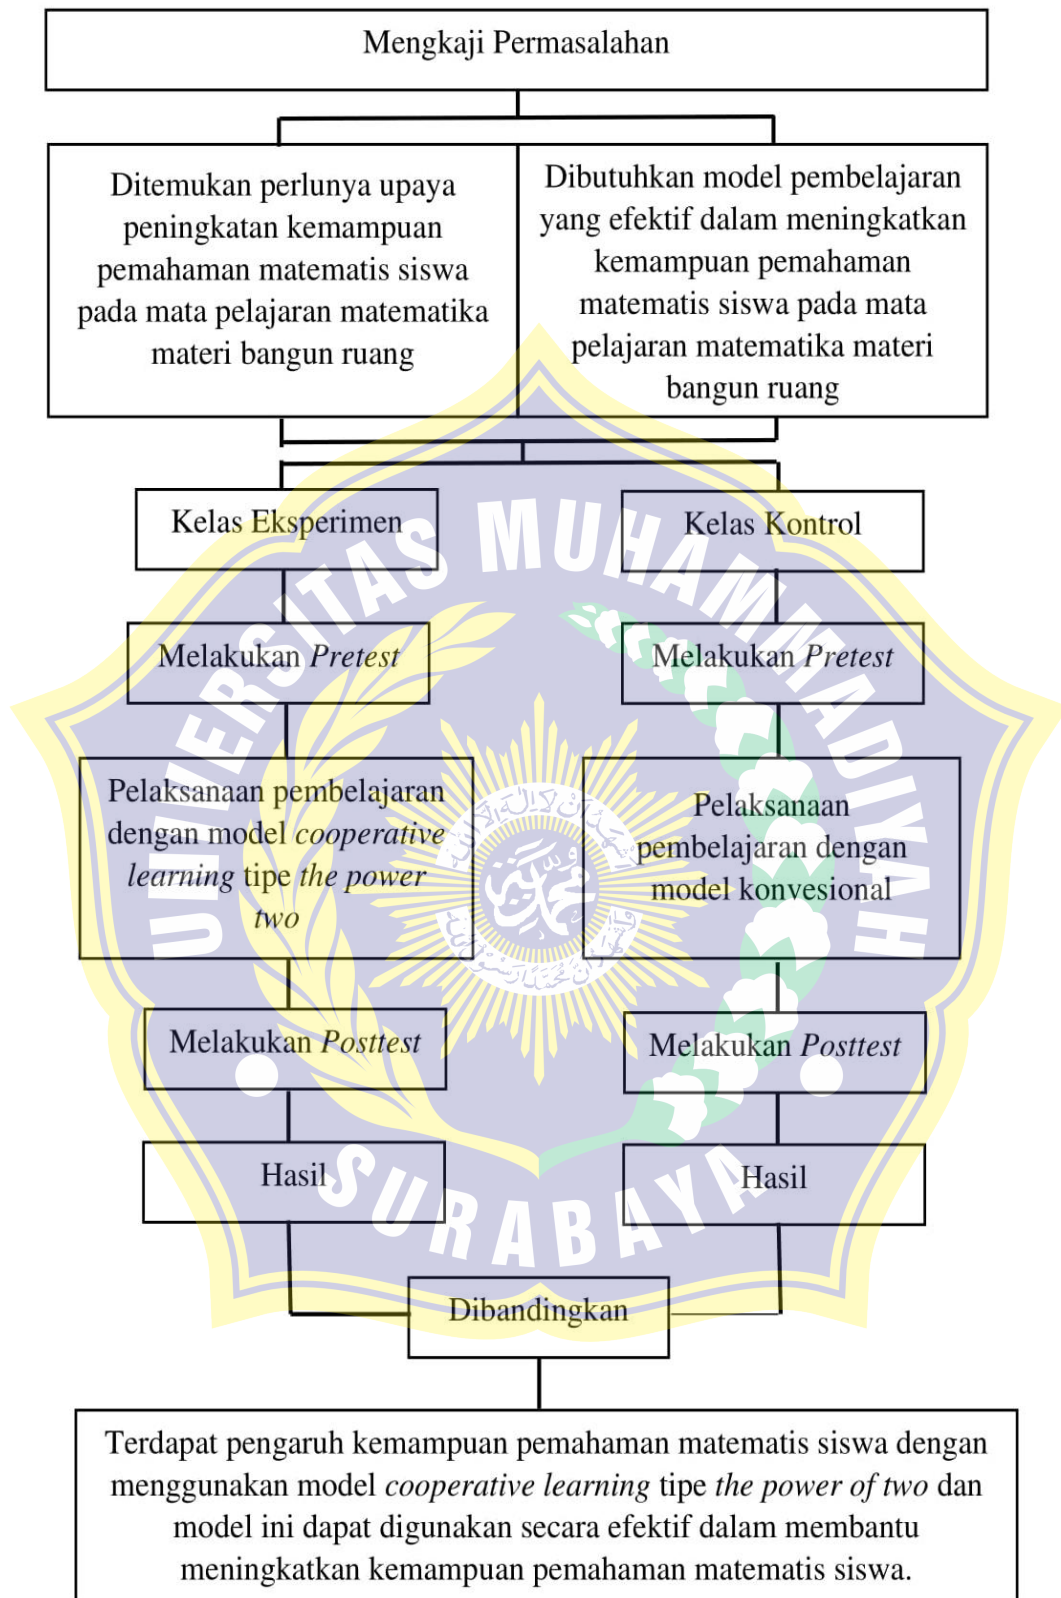 Mengkaji Permasalahan
Ditemukan perlunya upaya
peningkatan kemampuan
pemahaman matematis siswa
pada mata pelajaran matematika
materi bangun ruang
Dibutuhkan model pembelajaran
yang efektif dalam meningkatkan
kemampuan pemahaman
matematis siswa pada mata
pelajaran matematika materi
bangun ruang
Kelas Eksperimen
Kelas Kontrol
Melakukan Pretest
Melakukan Pretest
Pelaksanaan pembelajaran
dengan model cooperative
learning tipe the power
two
Pelaksanaan
pembelajaran dengan
model konvesional
Melakukan Posttest
Melakukan Posttest
Hasil
Hasil
Dibandingkan
Terdapat pengaruh kemampuan pemahaman matematis siswa dengan
menggunakan model cooperative learning tipe the power of two dan
model ini dapat digunakan secara efektif dalam membantu
meningkatkan kemampuan pemahaman matematis siswa.
UNIVERSITAS MUHAMMADIYAH
SURABAYA